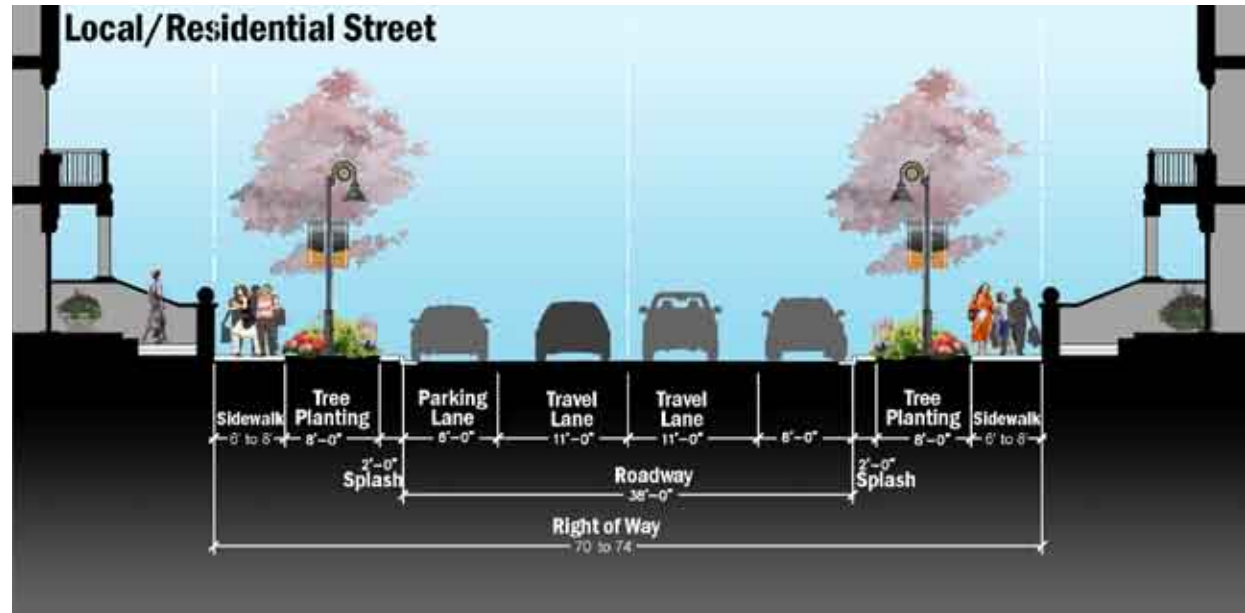 Local/Residential Street
Sidewalk
6' to 8'
Tree
Planting
8'-0"
2'-0"
Splash
Parking
Lane
8'-0"
Travel
Lane
11'-0"
Travel
Lane
11'-0"
8'-0"
2'-0"
Splash
Tree
Planting
8'-0"
Sidewalk
6' to 8'
Roadway
38'-0"
Right of Way
70 to 74